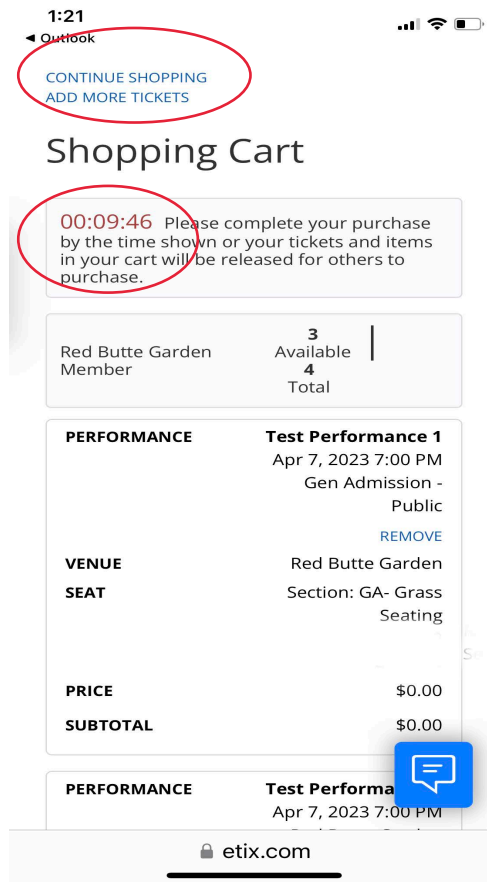 1:21
◀ Outlook
CONTINUE SHOPPING
ADD MORE TICKETS
Shopping Cart
00:09:46 Please complete your purchase
by the time shown or your tickets and items
in your cart will be released for others to
purchase.
Red Butte Garden
Member
3
Available
4
Total
PERFORMANCE
Test Performance 1
Apr 7, 2023 7:00 PM
Gen Admission -
Public
REMOVE
VENUE
Red Butte Garden
SEAT
Section: GA- Grass
Seating
PRICE
$0.00
SUBTOTAL
$0.00
PERFORMANCE
Test Performa
Apr 7, 2023 7:00 PM
etix.com